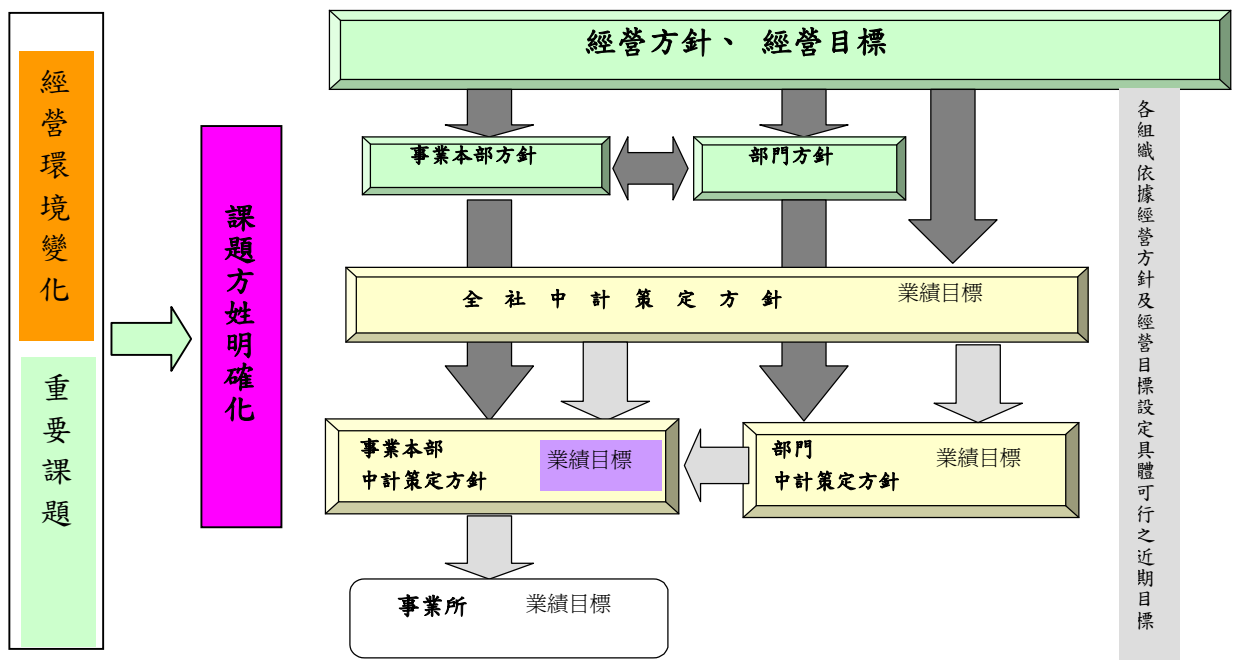 經營方針、 經營目標
經營環境變化
重要課題
課題方姓明確化
事業本部方針
部門方針
全社中計策定方針 業績目標
事業本部
中計策定方針
業績目標
部門
中計策定方針
業績目標
事業所 業績目標
各組織依據經營方針及經營目標設定具體可行之近期目標